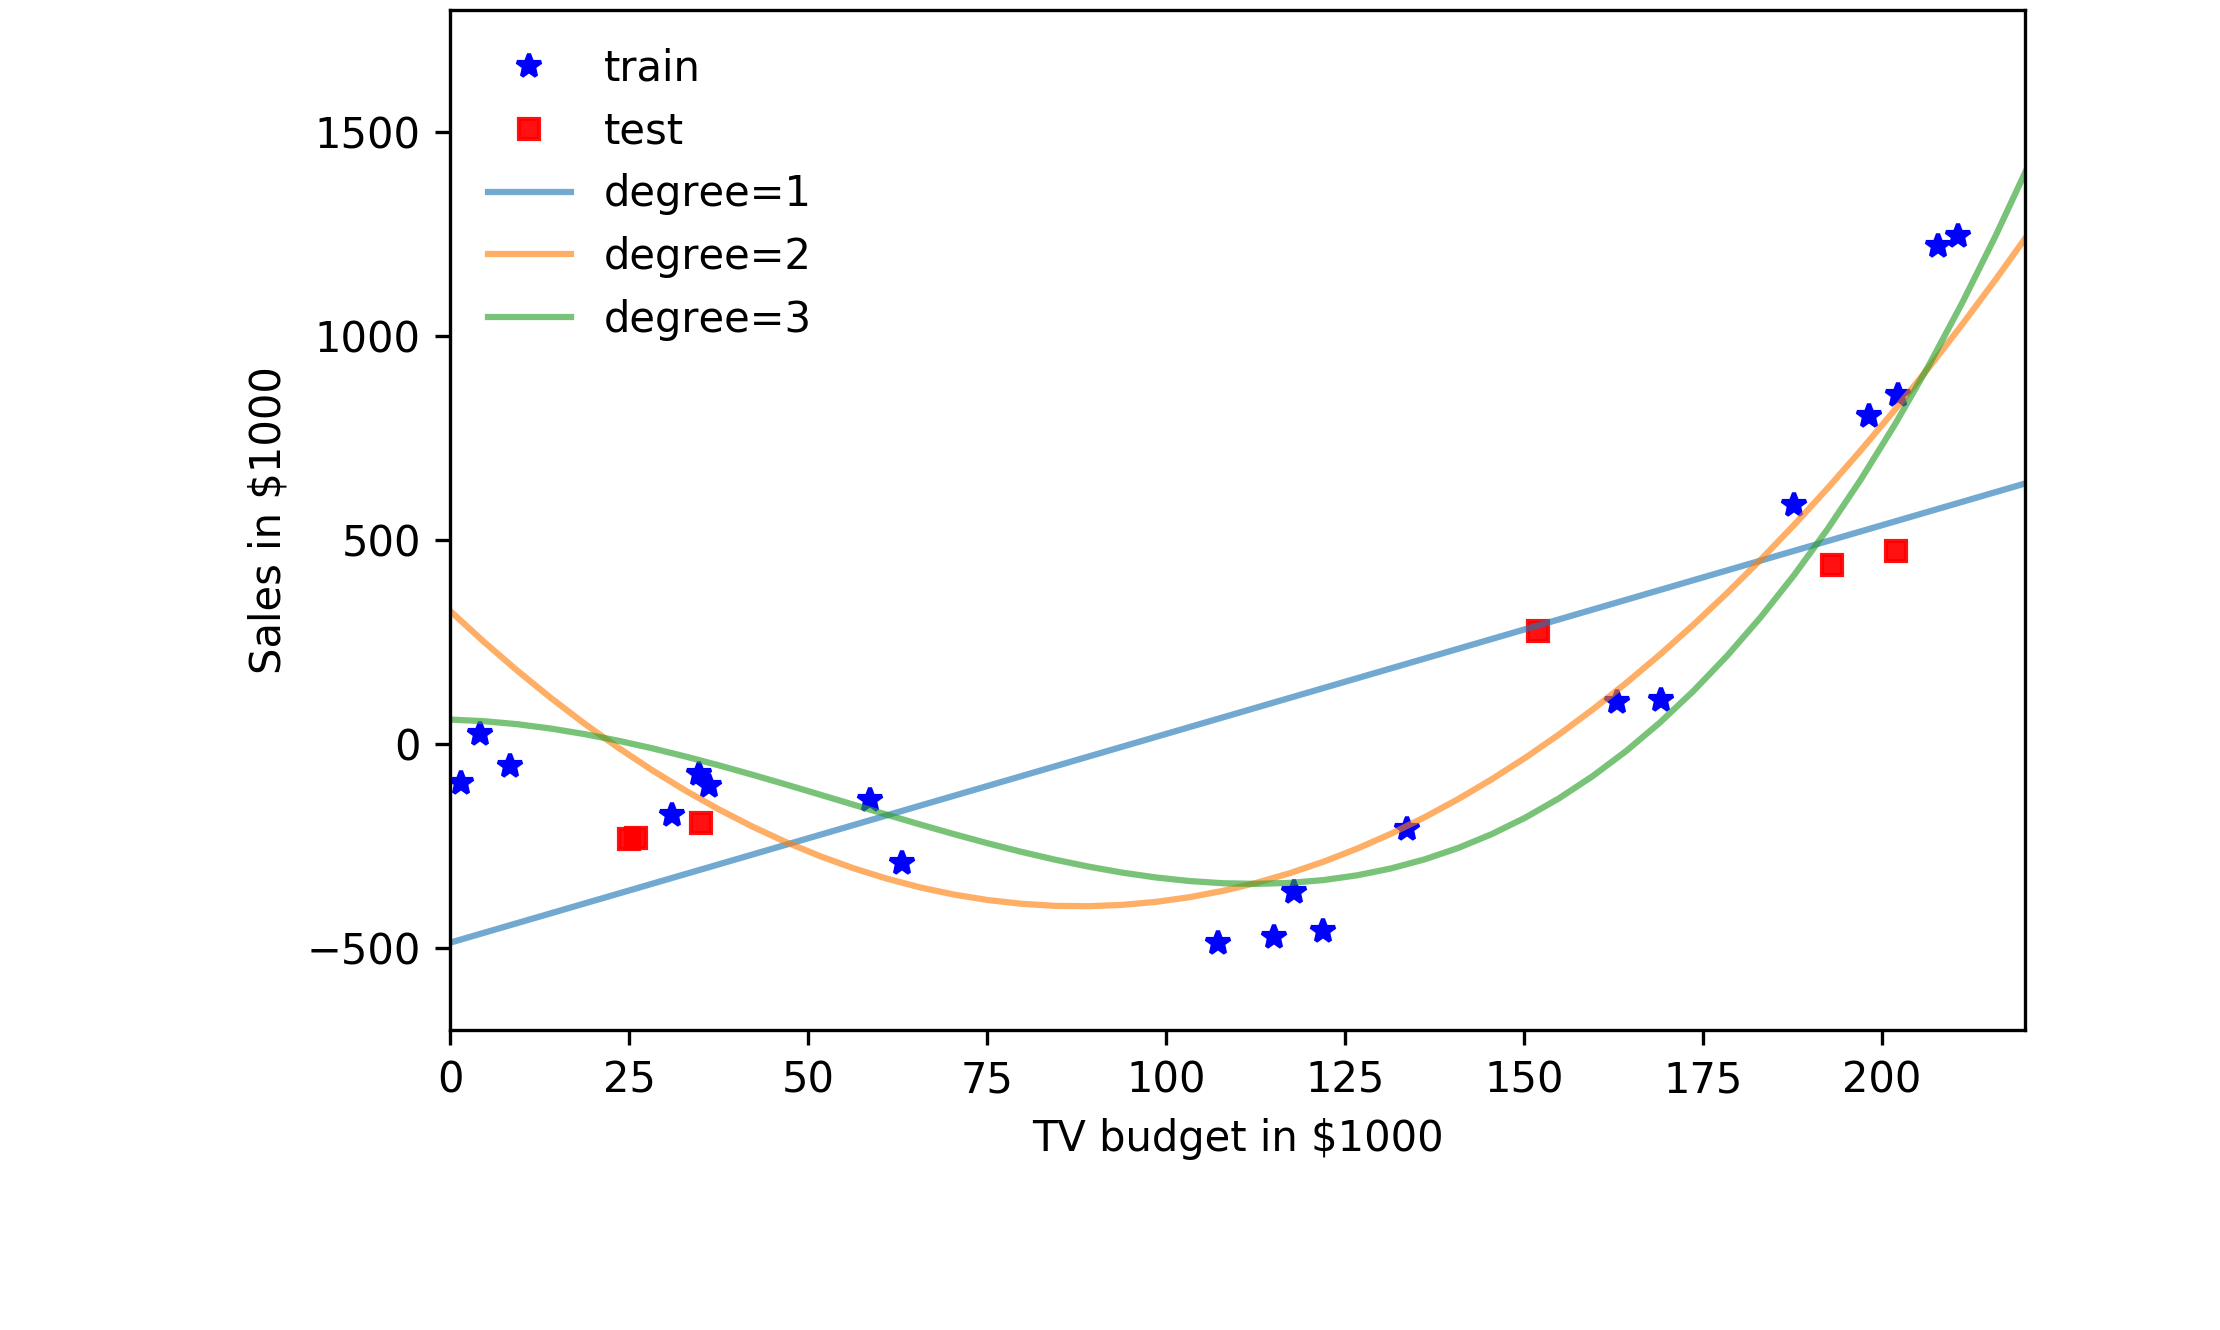 train
test
degree=1
degree=2
degree=3
1500
1000
500
0
−500
Sales in $1000
0 25 50 75 100 125 150 175 200
TV budget in $1000